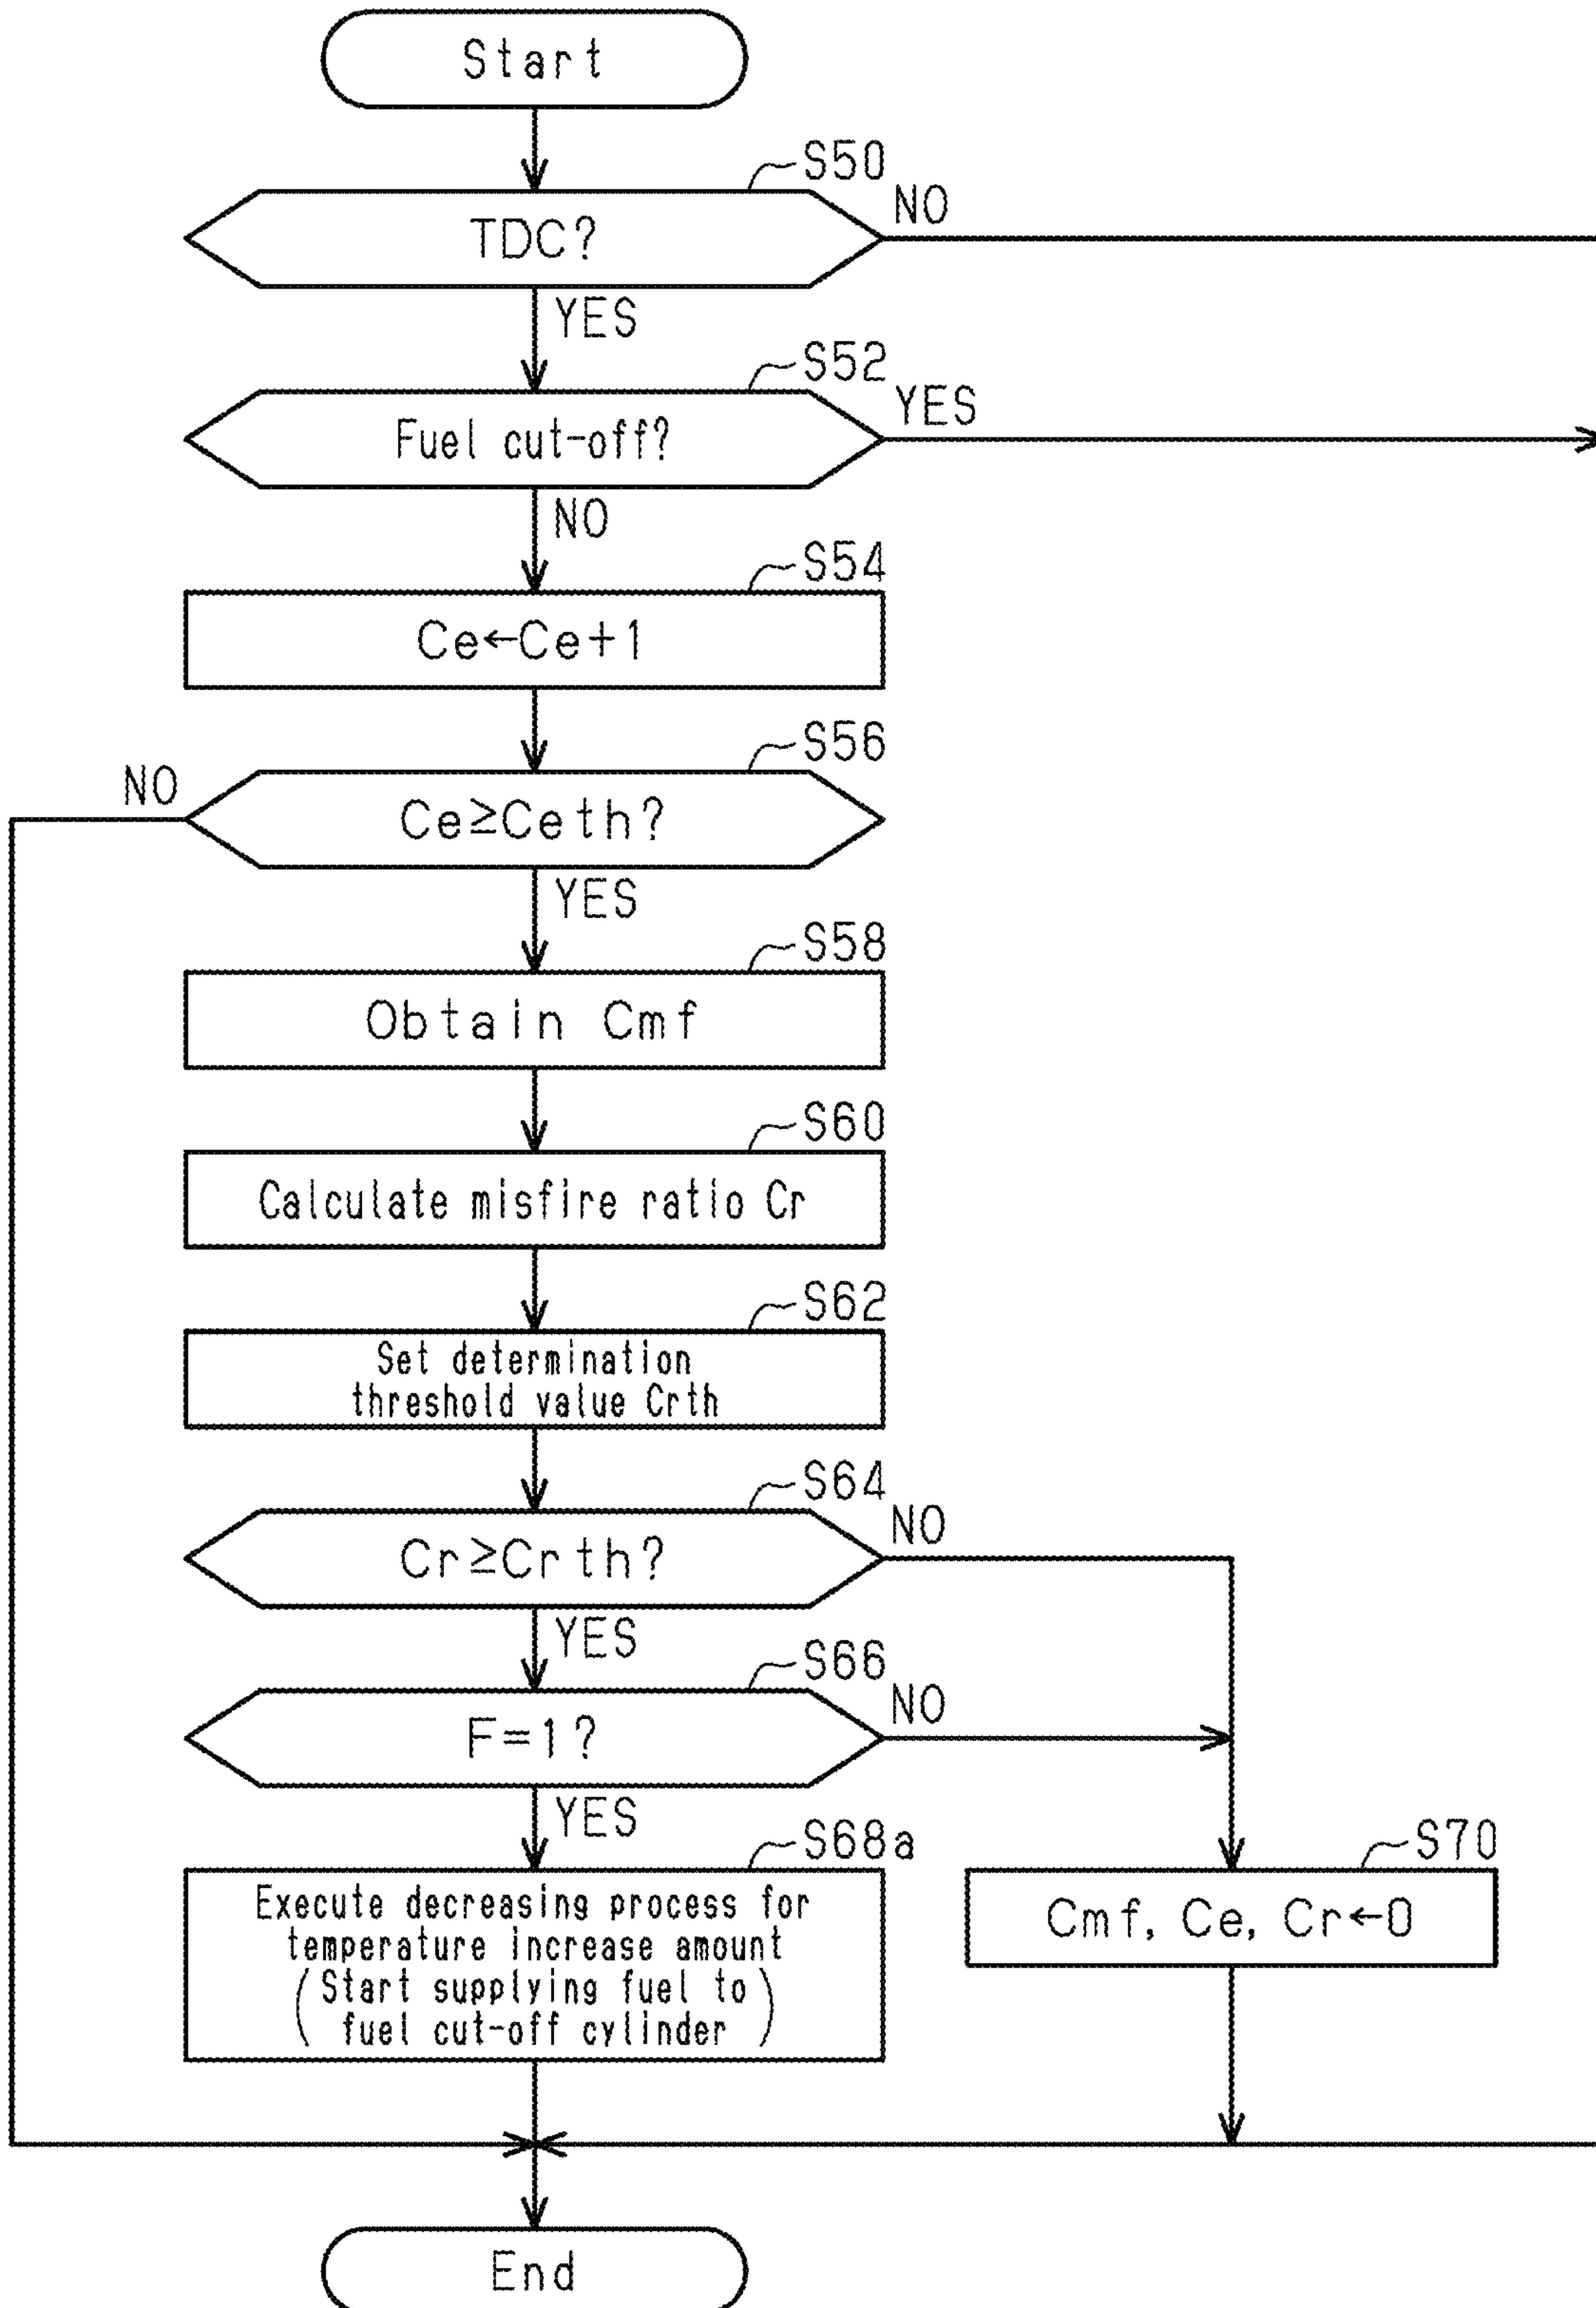 Start
S50
TDC?
NO
YES
S52
Fuel cut-off?
YES
NO
S54
Ce←Ce+1
S56
NO
Ce≧Ceth?
YES
S58
Obtain Cmf
S60
Calculate misfire ratio Cr
S62
Set determination
threshold value Crth
S64
Cr≧Crth?
NO
YES
S66
F=1?
NO
YES
S68a
Execute decreasing process for
temperature increase amount
(Start supplying fuel to
fuel cut-off cylinder)
S70
Cmf, Ce, Cr←0
End